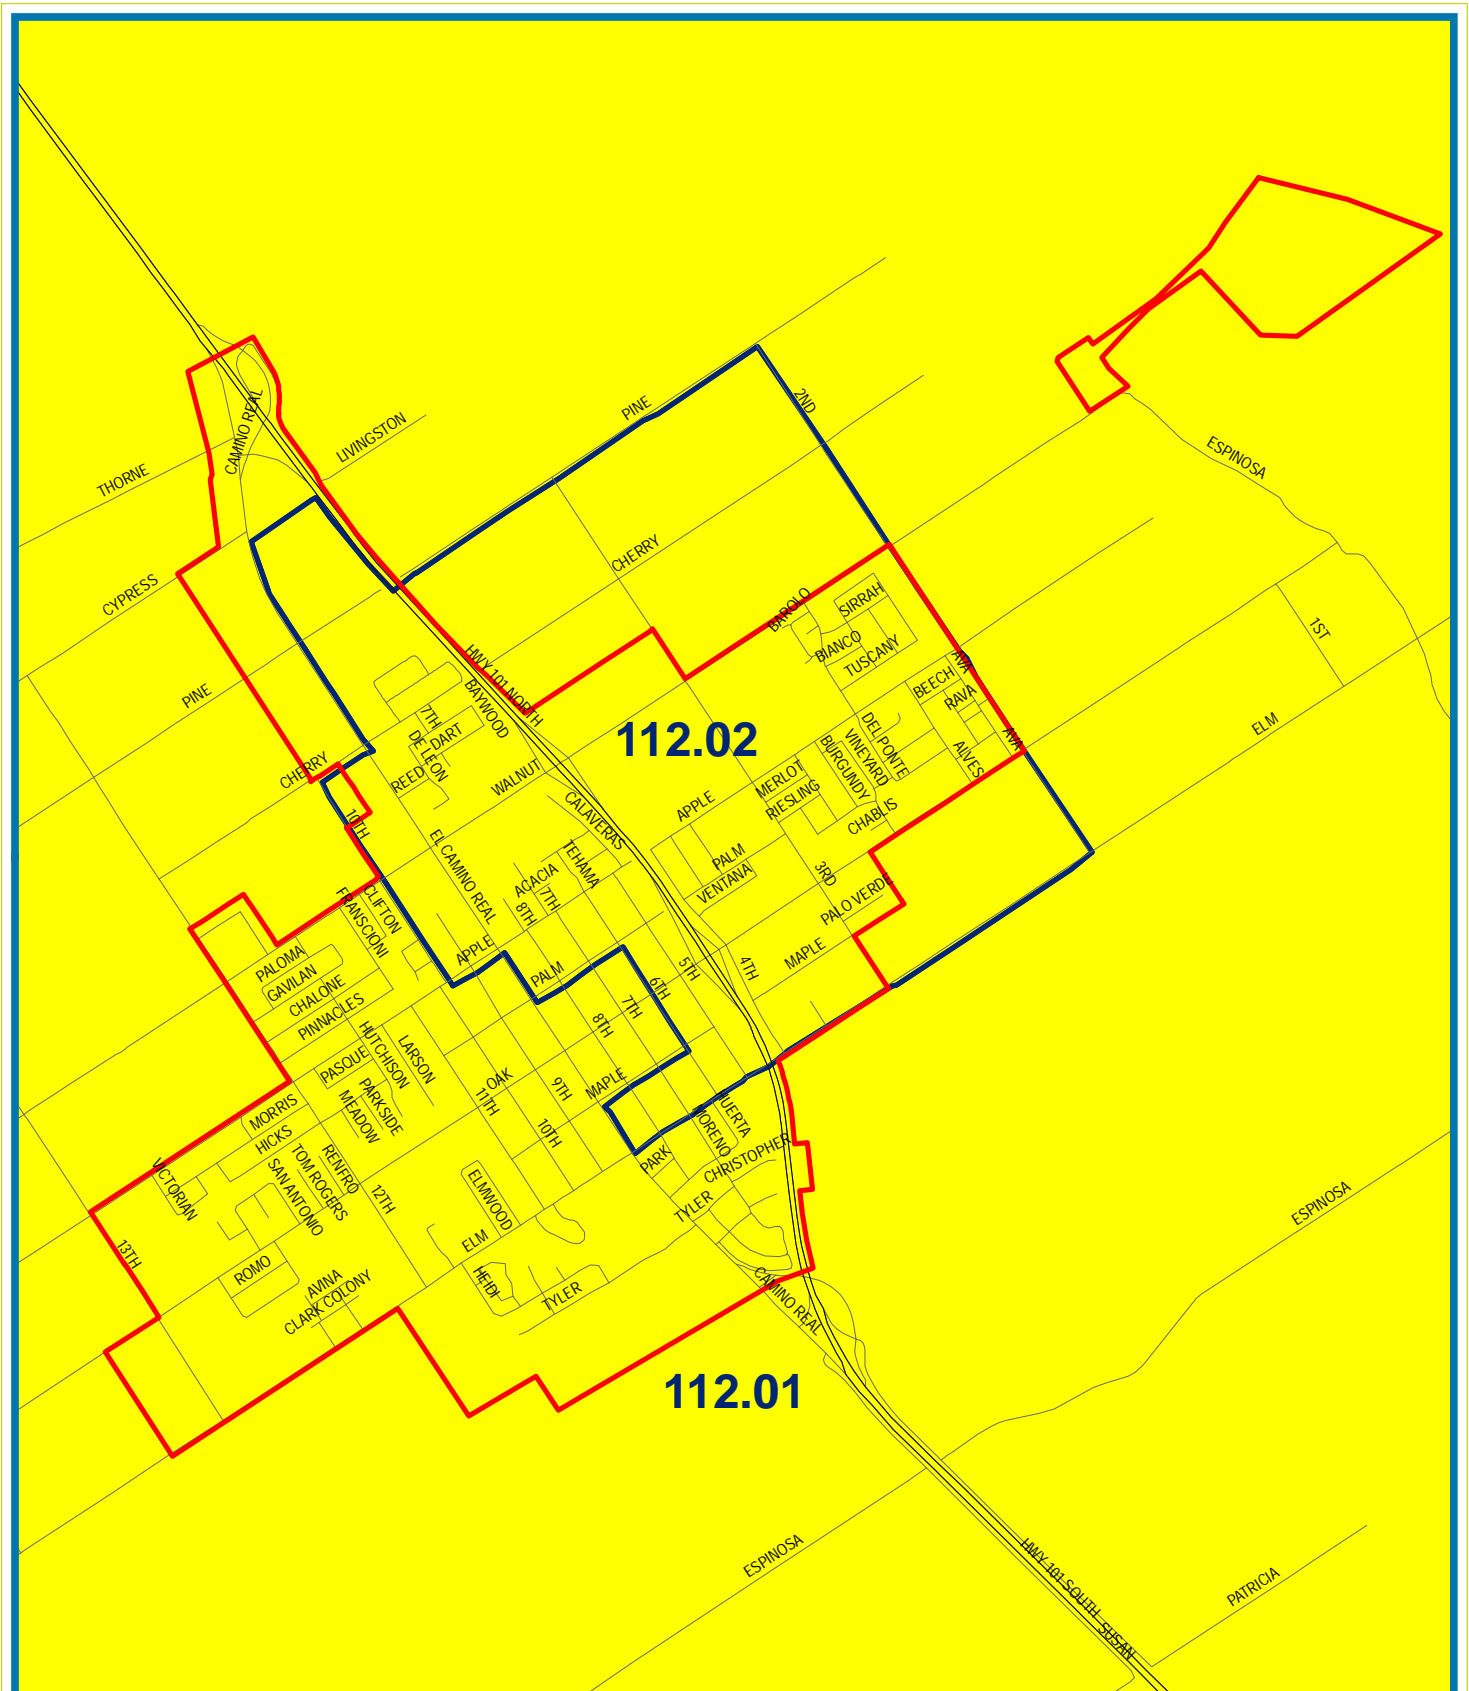 CAMINO REAL
LIVINGSTON
THORNE
PINE
2ND
ESPINOSA
CYPRESS
CHERRY
BAROLO
SIRRAH
BIANCO
TUSCANY
1ST
PINE
HWY 101 NORTH
BAYWOOD
AVA
BEECH
RAVA
ELM
7TH
DART
DE LEON
REED
112.02
DEL PONTE
VINEYARD
BURGUNDY
ALVES
AVA
CHERRY
WALNUT
MERLOT
RIESLING
CALAVERAS
APPLE
CHABLIS
10TH
EL CAMINO REAL
TEHAMA
ACACIA
7TH
8TH
PALM
VENTANA
3RD
PALO VERDE
CLIFTON
FRANSCIONI
APPLE
PALM
5TH
4TH
MAPLE
PALOMA
GAVILAN
CHALONE
PINNACLES
6TH
7TH
8TH
HUTCHISON
LARSON
PASQUE
PARKSIDE
MEADOW
OAK
11TH
9TH
MAPLE
10TH
MORRIS
HICKS
HUERTA
MORENO
CHRISTOPHER
PARK
VICTORIAN
TOM ROGERS
RENFRO
SAN ANTONIO
12TH
ELMWOOD
TYLER
ESPINOSA
13TH
ROMO
AVINA
CLARK COLONY
ELM
HEIDI
TYLER
CAMINO REAL
112.01
ESPINOSA
HWY 101 SOUTH
SUSAN
PATRICIA